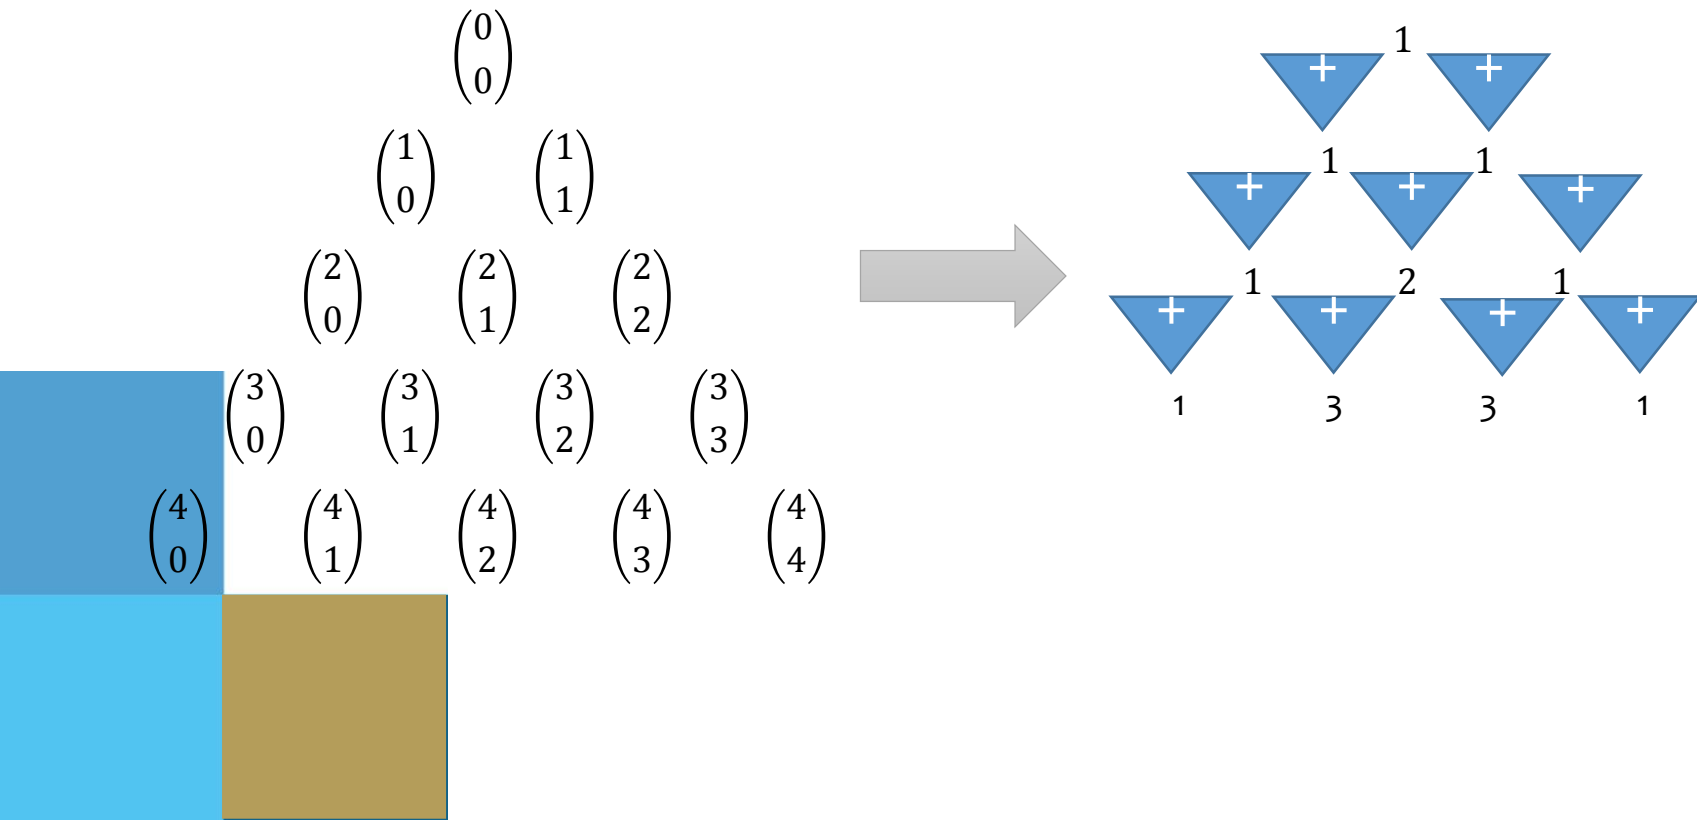 (0 0)
(1 0) (1 1)
(2 0) (2 1) (2 2)
(3 0) (3 1) (3 2) (3 3)
(4 0) (4 1) (4 2) (4 3) (4 4)
1
+ +
1 1
+ + +
1 2 1
+ + + +
1 3 3 1